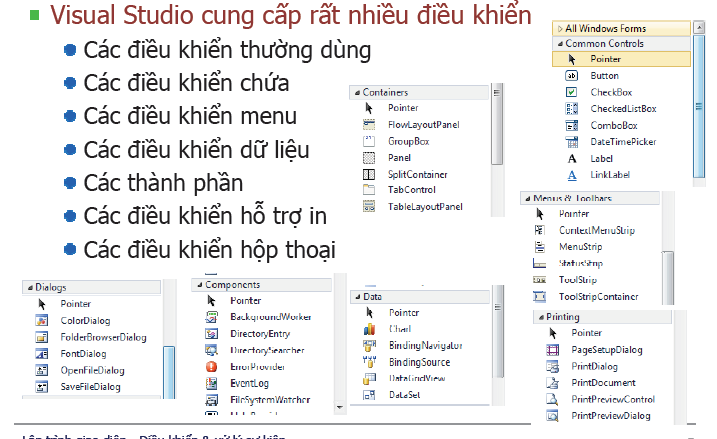 Visual Studio cung cấp rất nhiều điều khiển
Các điều khiển thường dùng
Các điều khiển chứa
Các điều khiển menu
Các điều khiển dữ liệu
Các thành phần
Các điều khiển hỗ trợ in
Các điều khiển hộp thoại
All Windows Forms
Common Controls
Pointer
Button
CheckBox
CheckedListBox
ComboBox
DateTimePicker
Label
LinkLabel
Containers
Pointer
FlowLayoutPanel
GroupBox
Panel
SplitContainer
TabControl
TableLayoutPanel
Menus & Toolbars
Pointer
ContextMenuStrip
MenuStrip
StatusStrip
ToolStrip
ToolStripContainer
Dialogs
Pointer
ColorDialog
FolderBrowserDialog
FontDialog
OpenFileDialog
SaveFileDialog
Components
Pointer
BackgroundWorker
DirectoryEntry
DirectorySearcher
ErrorProvider
EventLog
FileSystemWatcher
Data
Pointer
Chart
BindingNavigator
BindingSource
DataGridView
DataSet
Printing
Pointer
PageSetupDialog
PrintDialog
PrintDocument
PrintPreviewControl
PrintPreviewDialog